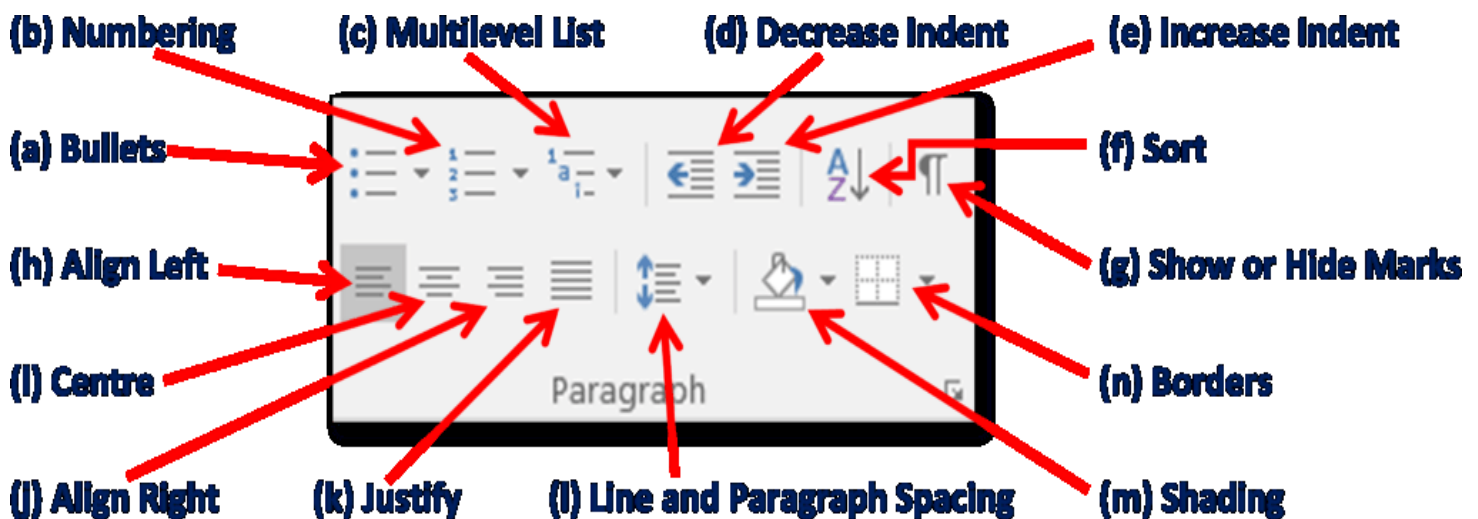 (b) Numbering (c) Multilevel List (d) Decrease Indent (e) Increase Indent
(a) Bullets
(f) Sort
(h) Align Left
(g) Show or Hide Marks
(l) Centre
Paragraph
(n) Borders
(j) Align Right (k) Justify (l) Line and Paragraph Spacing (m) Shading